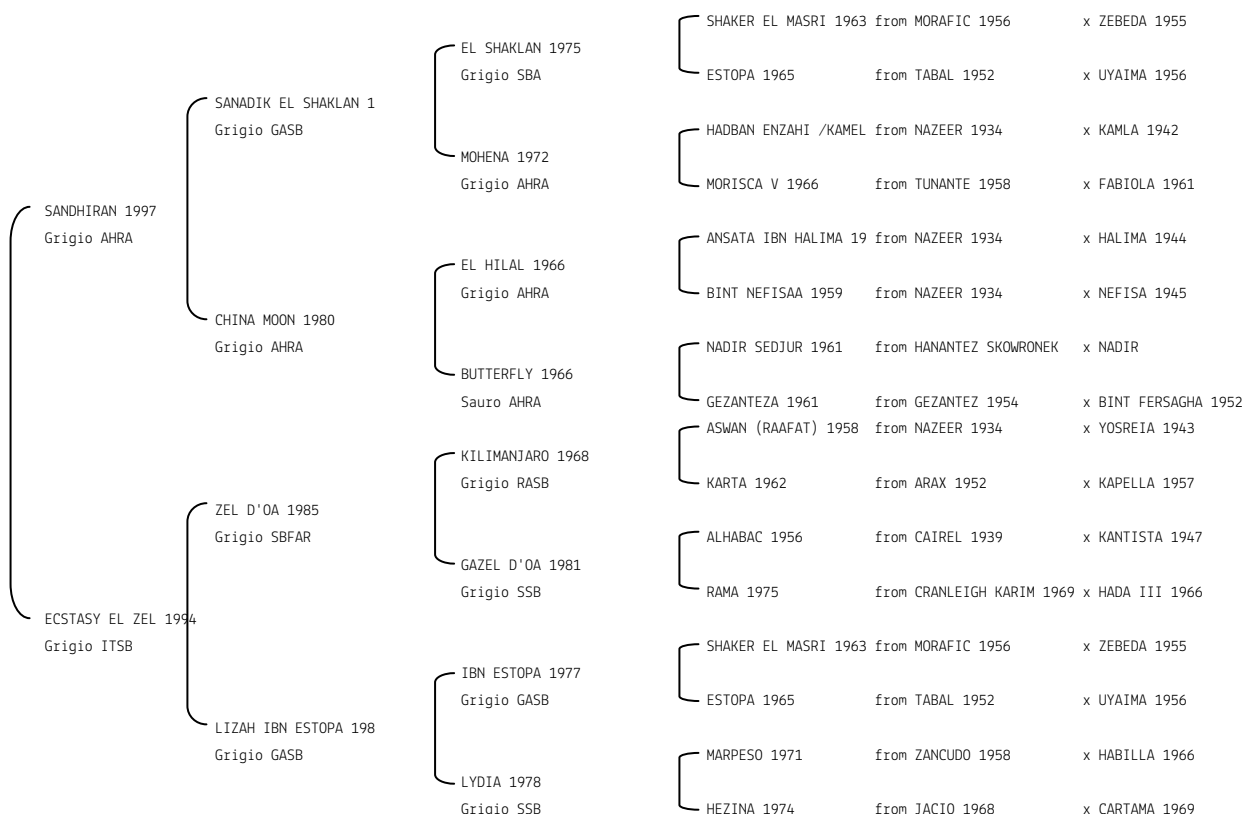 SHAKER EL MASRI 1963 from MORAFIC 1956 x ZEBEDA 1955
EL SHAKLAN 1975
Grigio SBA
ESTOPA 1965 from TABAL 1952 x UYAIMA 1956
SANADIK EL SHAKLAN 1
Grigio GASB
HADBAN ENZAHI /KAMEL from NAZEER 1934 x KAMLA 1942
MOHENA 1972
Grigio AHRA
MORISCA V 1966 from TUNANTE 1958 x FABIOLA 1961
SANDHIRAN 1997
Grigio AHRA
ANSATA IBN HALIMA 19 from NAZEER 1934 x HALIMA 1944
EL HILAL 1966
Grigio AHRA
BINT NEFISAA 1959 from NAZEER 1934 x NEFISA 1945
CHINA MOON 1980
Grigio AHRA
NADIR SEDJUR 1961 from HANANTEZ SKOWRONEK x NADIR
BUTTERFLY 1966
Sauro AHRA
GEZANTEZA 1961 from GEZANTEZ 1954 x BINT FERSAGHA 1952
ASWAN (RAAFAT) 1958 from NAZEER 1934 x YOSREIA 1943
KILIMANJARO 1968
Grigio RASB
KARTA 1962 from ARAX 1952 x KAPELLA 1957
ZEL D'OA 1985
Grigio SBFAR
ALHABAC 1956 from CAIREL 1939 x KANTISTA 1947
GAZEL D'OA 1981
Grigio SSB
RAMA 1975 from CRANLEIGH KARIM 1969 x HADA III 1966
ECSTASY EL ZEL 1994
Grigio ITSB
SHAKER EL MASRI 1963 from MORAFIC 1956 x ZEBEDA 1955
IBN ESTOPA 1977
Grigio GASB
ESTOPA 1965 from TABAL 1952 x UYAIMA 1956
LIZAH IBN ESTOPA 198
Grigio GASB
MARPESO 1971 from ZANCUDO 1958 x HABILLA 1966
LYDIA 1978
Grigio SSB
HEZINA 1974 from JACIO 1968 x CARTAMA 1969